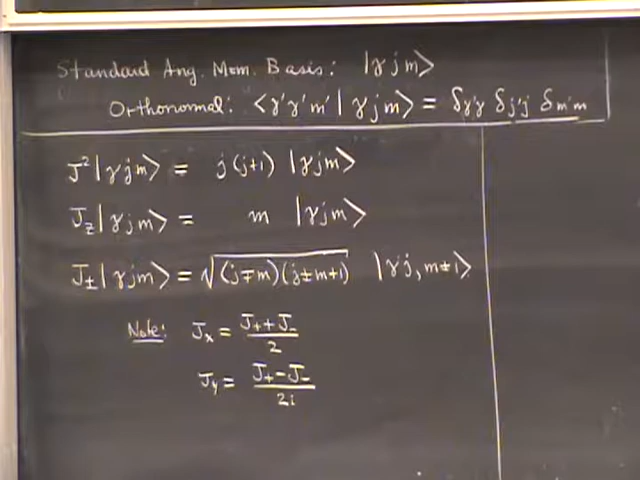 Standard Ang. Mom. Basis: |γjm⟩
Orthonormal: ⟨γ'γ'm'|γjm⟩ = δγ'γ δj'j δm'm
J²|γjm⟩ = j(j+1) |γjm⟩
Jz|γjm⟩ = m |γjm⟩
J±|γjm⟩ = √(j∓m)(j±m+1) |γj, m±1⟩
Note: Jx = (J+ + J-)/2
Jy = (J+ - J-)/2i